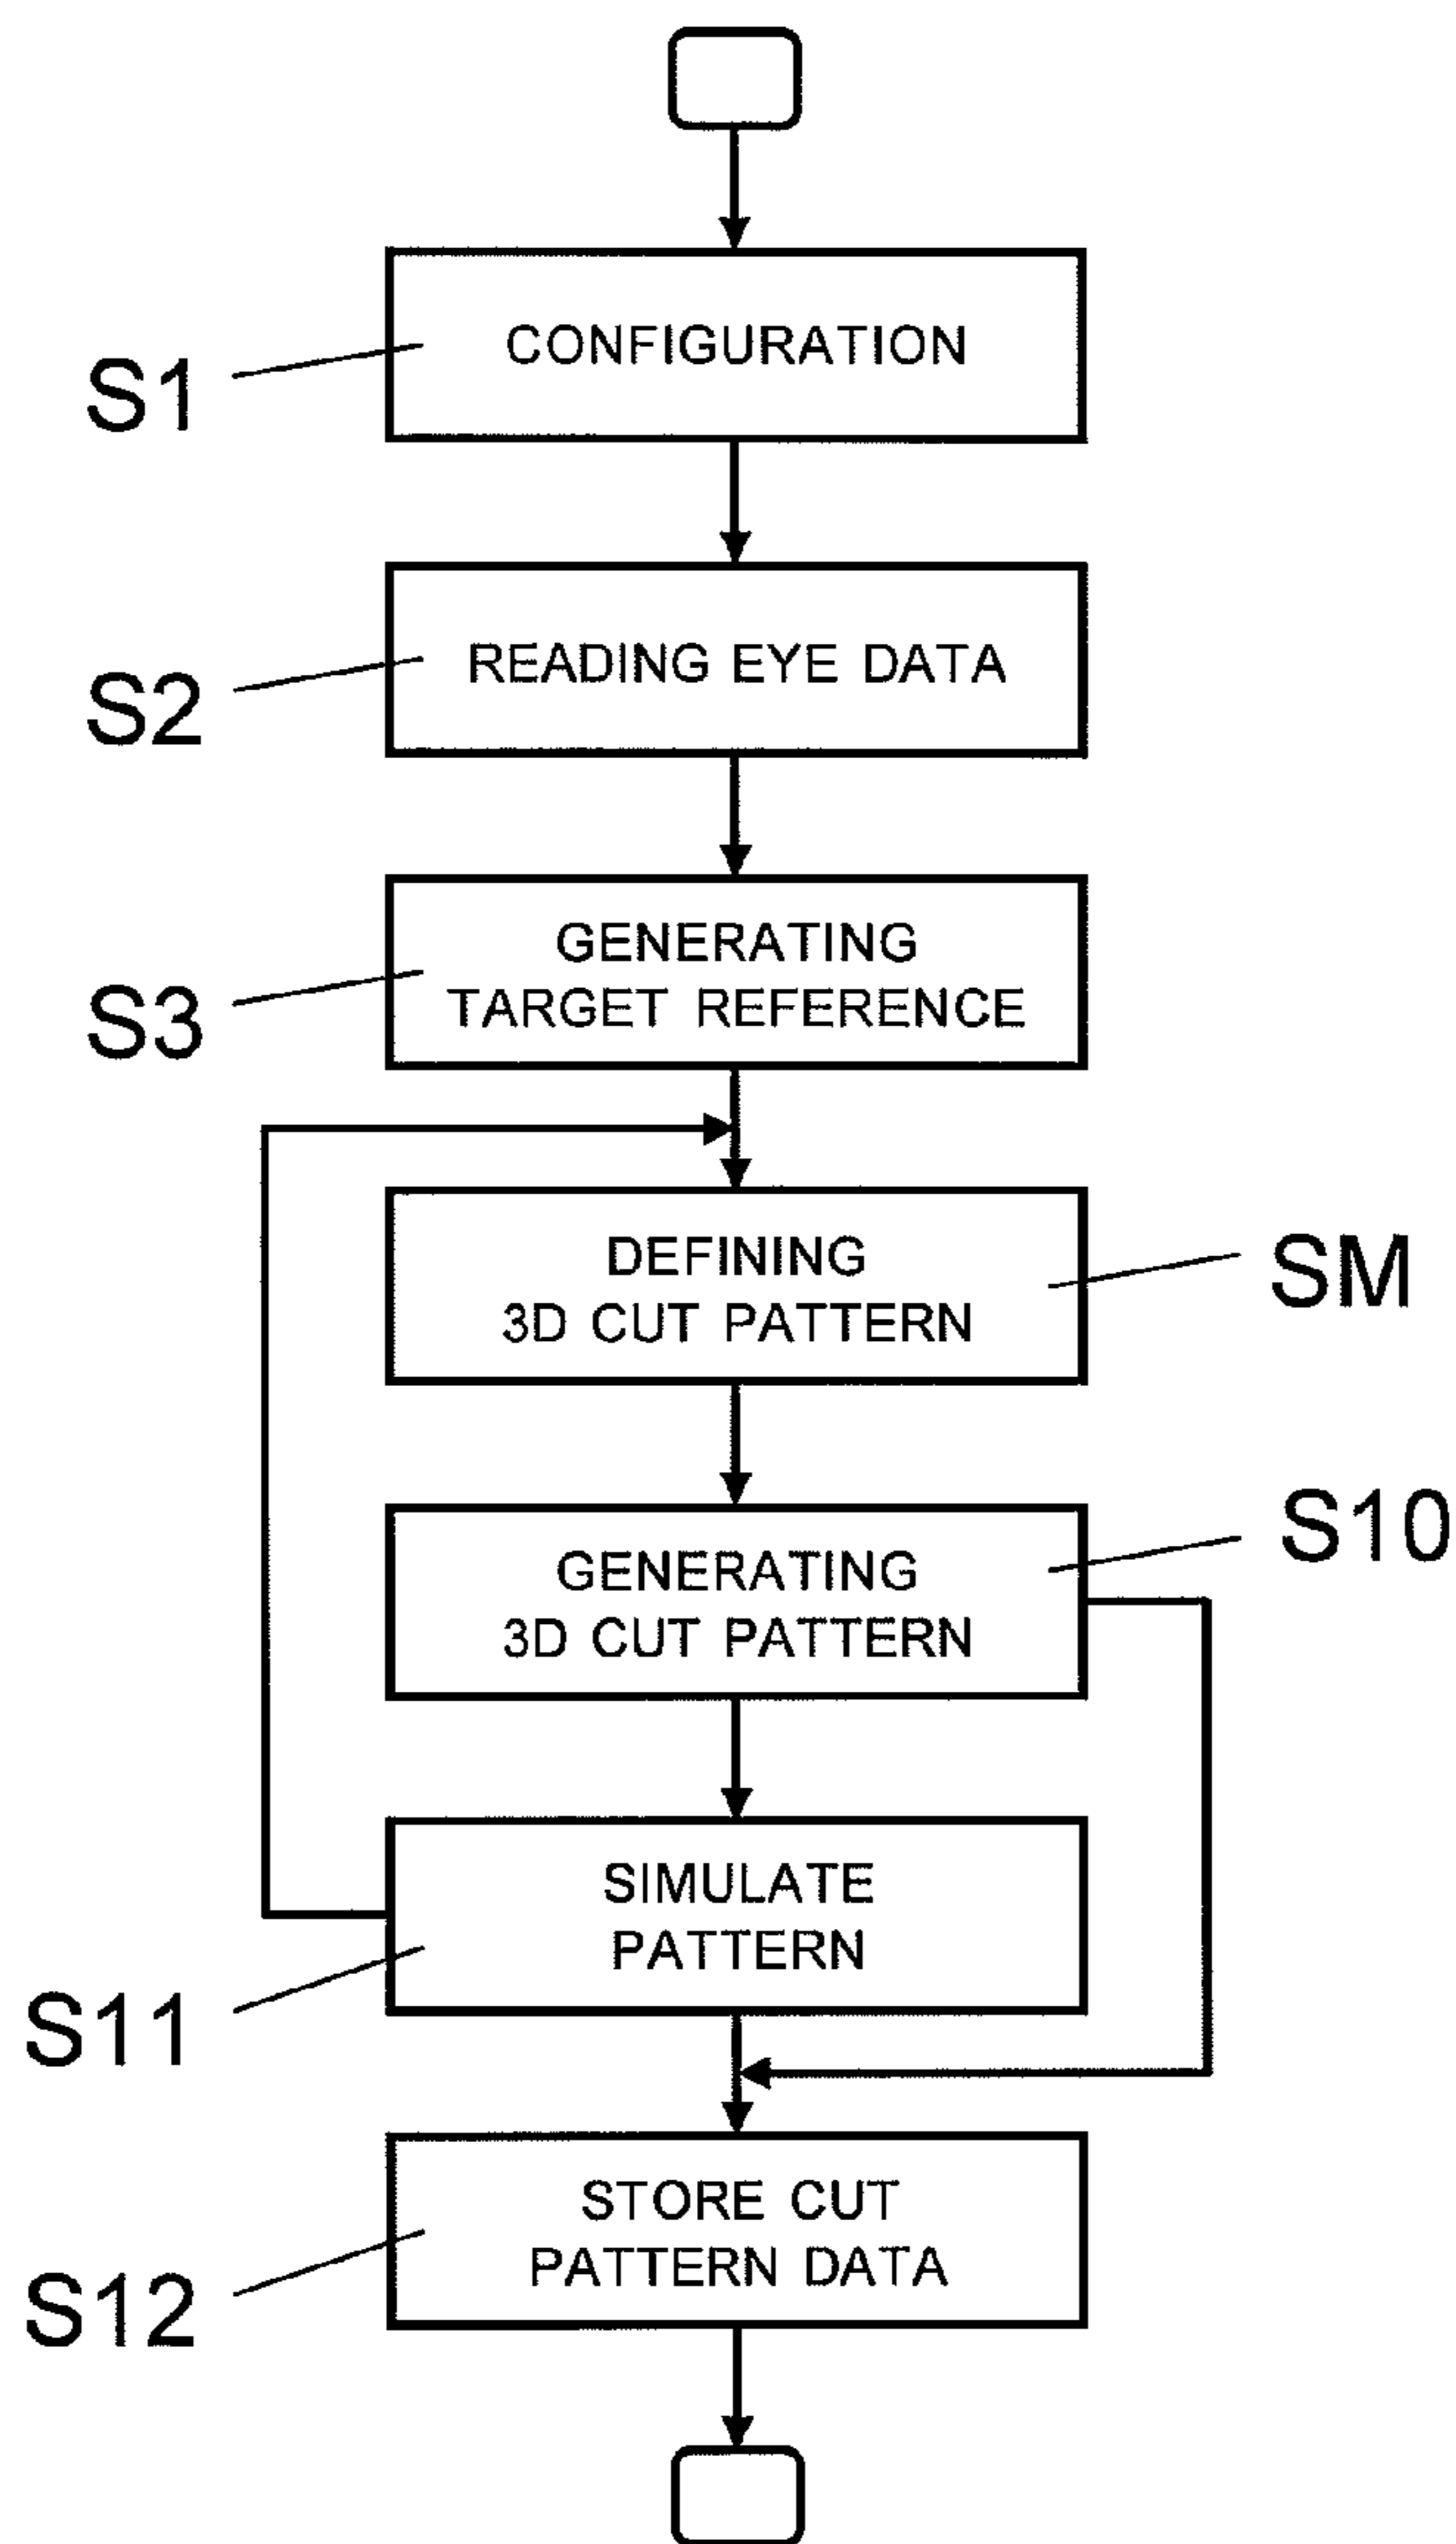 CONFIGURATION
S1
READING EYE DATA
S2
GENERATING
TARGET REFERENCE
S3
DEFINING
3D CUT PATTERN
SM
GENERATING
3D CUT PATTERN
S10
SIMULATE
PATTERN
S11
STORE CUT
PATTERN DATA
S12